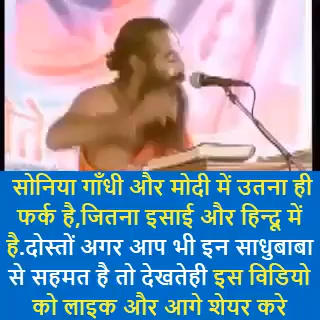 सोनिया गाँधी और मोदी में उतना ही
फर्क है,जितना इसाई और हिन्दू में
है.दोस्तों अगर आप भी इन साधुबाबा
से सहमत है तो देखतेही इस विडियो
को लाइक और आगे शेयर करे